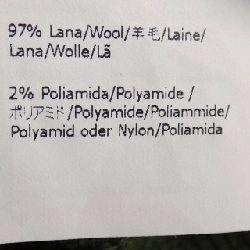 97% Lana/Wool/羊毛/Laine/
Lana/Wolle/Lã
2% Poliamida/Polyamide /
ポリアミド/Polyamide/Poliammide/
Polyamid oder Nylon/Poliamida